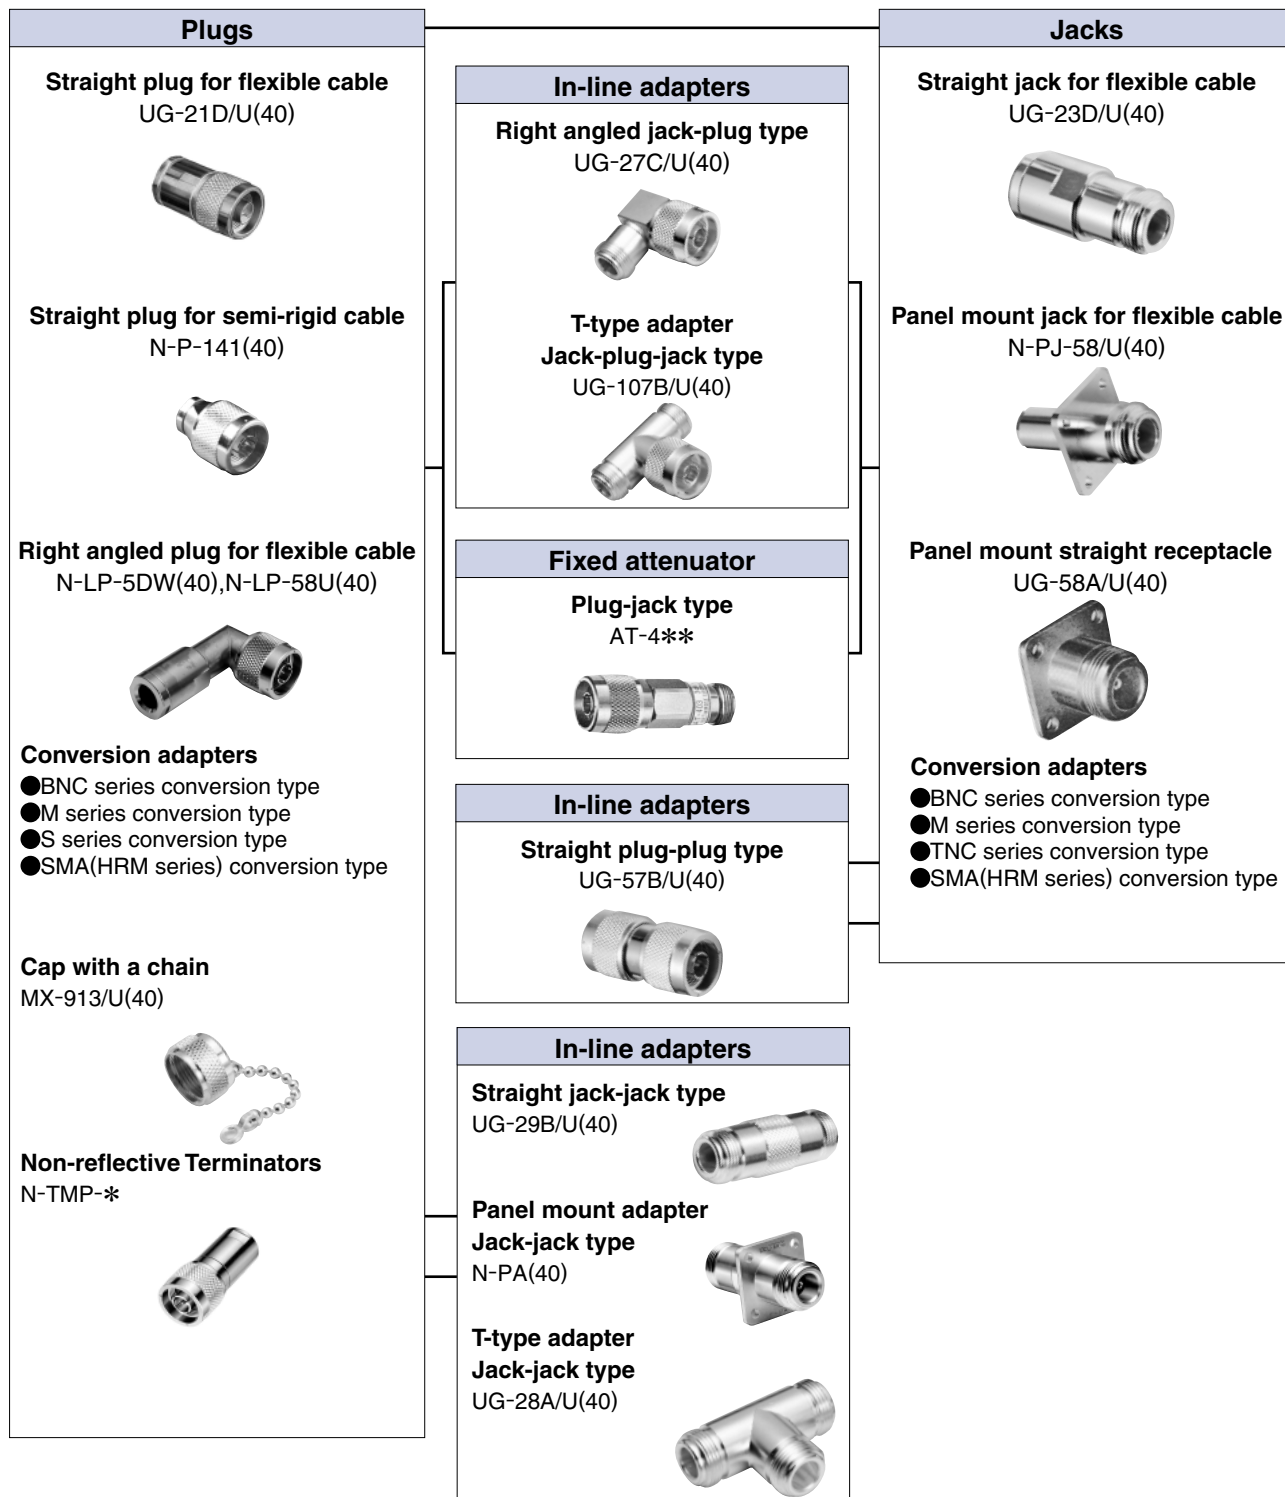 Plugs
Straight plug for flexible cable
UG-21D/U(40)
Straight plug for semi-rigid cable
N-P-141(40)
Right angled plug for flexible cable
N-LP-5DW(40),N-LP-58U(40)
Conversion adapters
●BNC series conversion type
●M series conversion type
●S series conversion type
●SMA(HRM series) conversion type
Cap with a chain
MX-913/U(40)
Non-reflective Terminators
N-TMP-*
In-line adapters
Right angled jack-plug type
UG-27C/U(40)
T-type adapter
Jack-plug-jack type
UG-107B/U(40)
Fixed attenuator
Plug-jack type
AT-4**
In-line adapters
Straight plug-plug type
UG-57B/U(40)
In-line adapters
Straight jack-jack type
UG-29B/U(40)
Panel mount adapter
Jack-jack type
N-PA(40)
T-type adapter
Jack-jack type
UG-28A/U(40)
Jacks
Straight jack for flexible cable
UG-23D/U(40)
Panel mount jack for flexible cable
N-PJ-58/U(40)
Panel mount straight receptacle
UG-58A/U(40)
Conversion adapters
●BNC series conversion type
●M series conversion type
●TNC series conversion type
●SMA(HRM series) conversion type